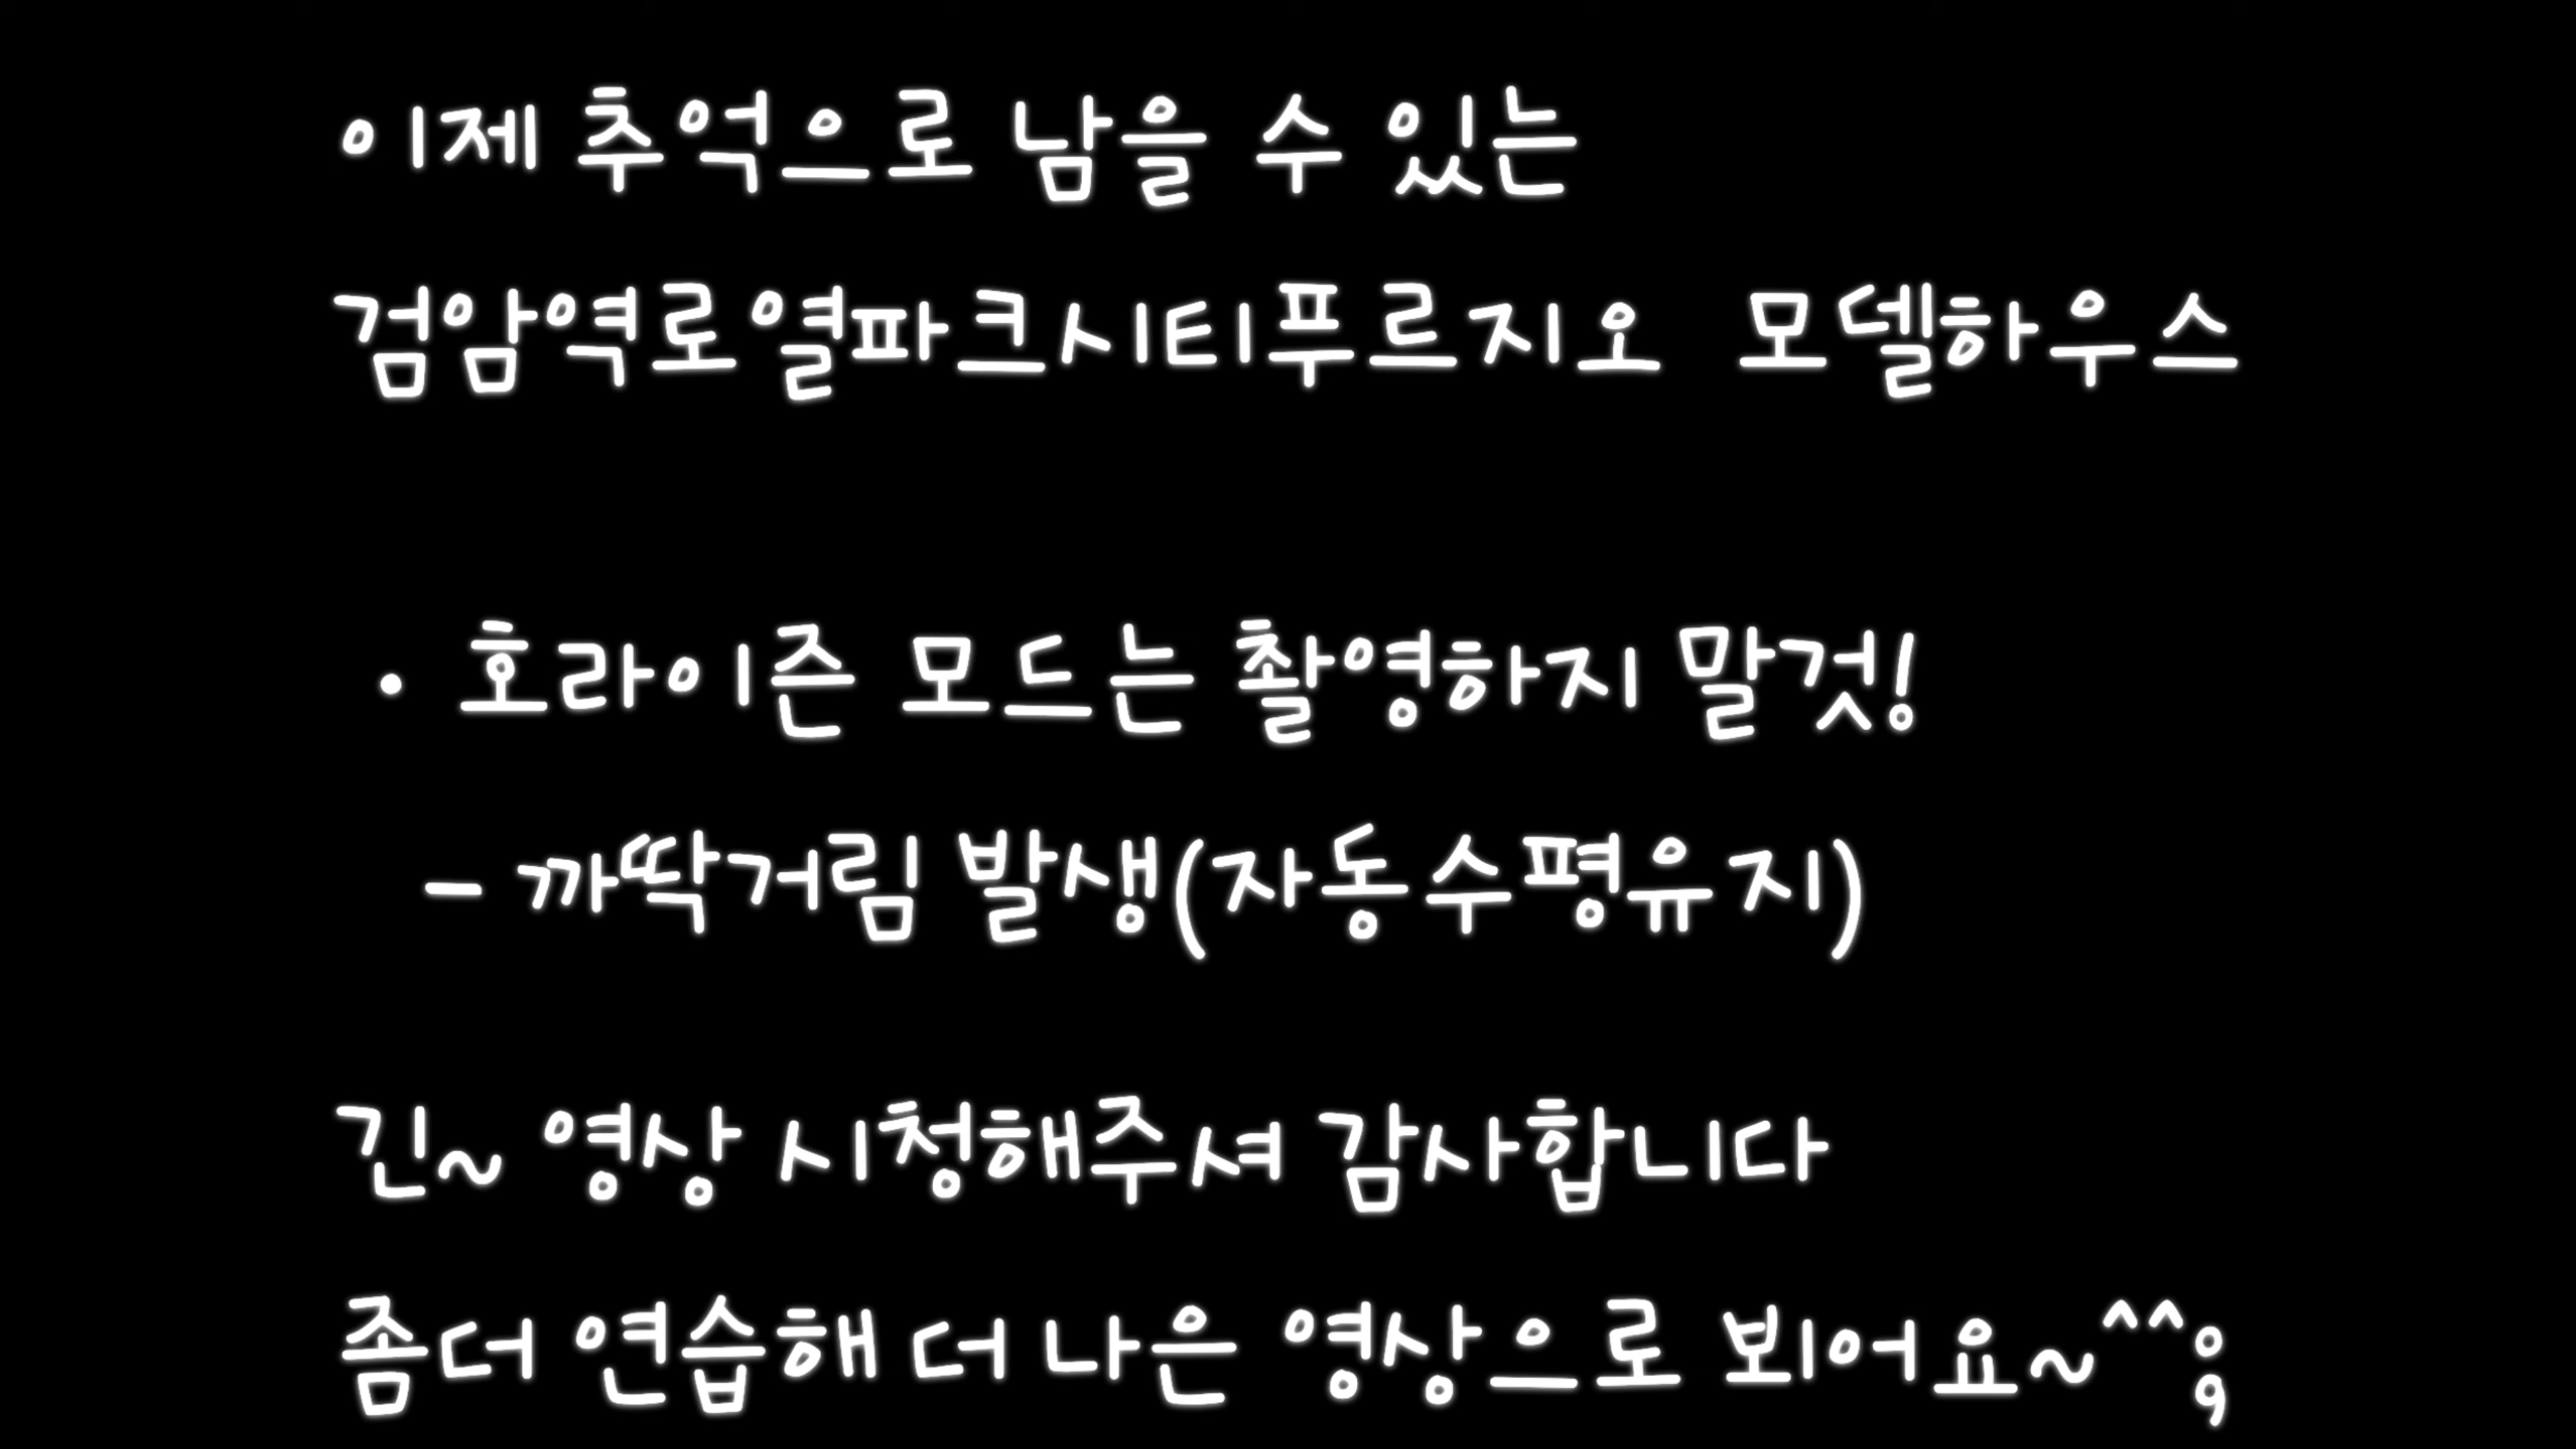 이제 추억으로 남을 수 있는
검암역로열파크시티푸르지오 모델하우스
· 호라이즌 모드는 촬영하지 말것!
- 까딱거림 발생(자동수평유지)
긴~ 영상 시청해주셔 감사합니다
좀더 연습해 더 나은 영상으로 뵈어요~^^;